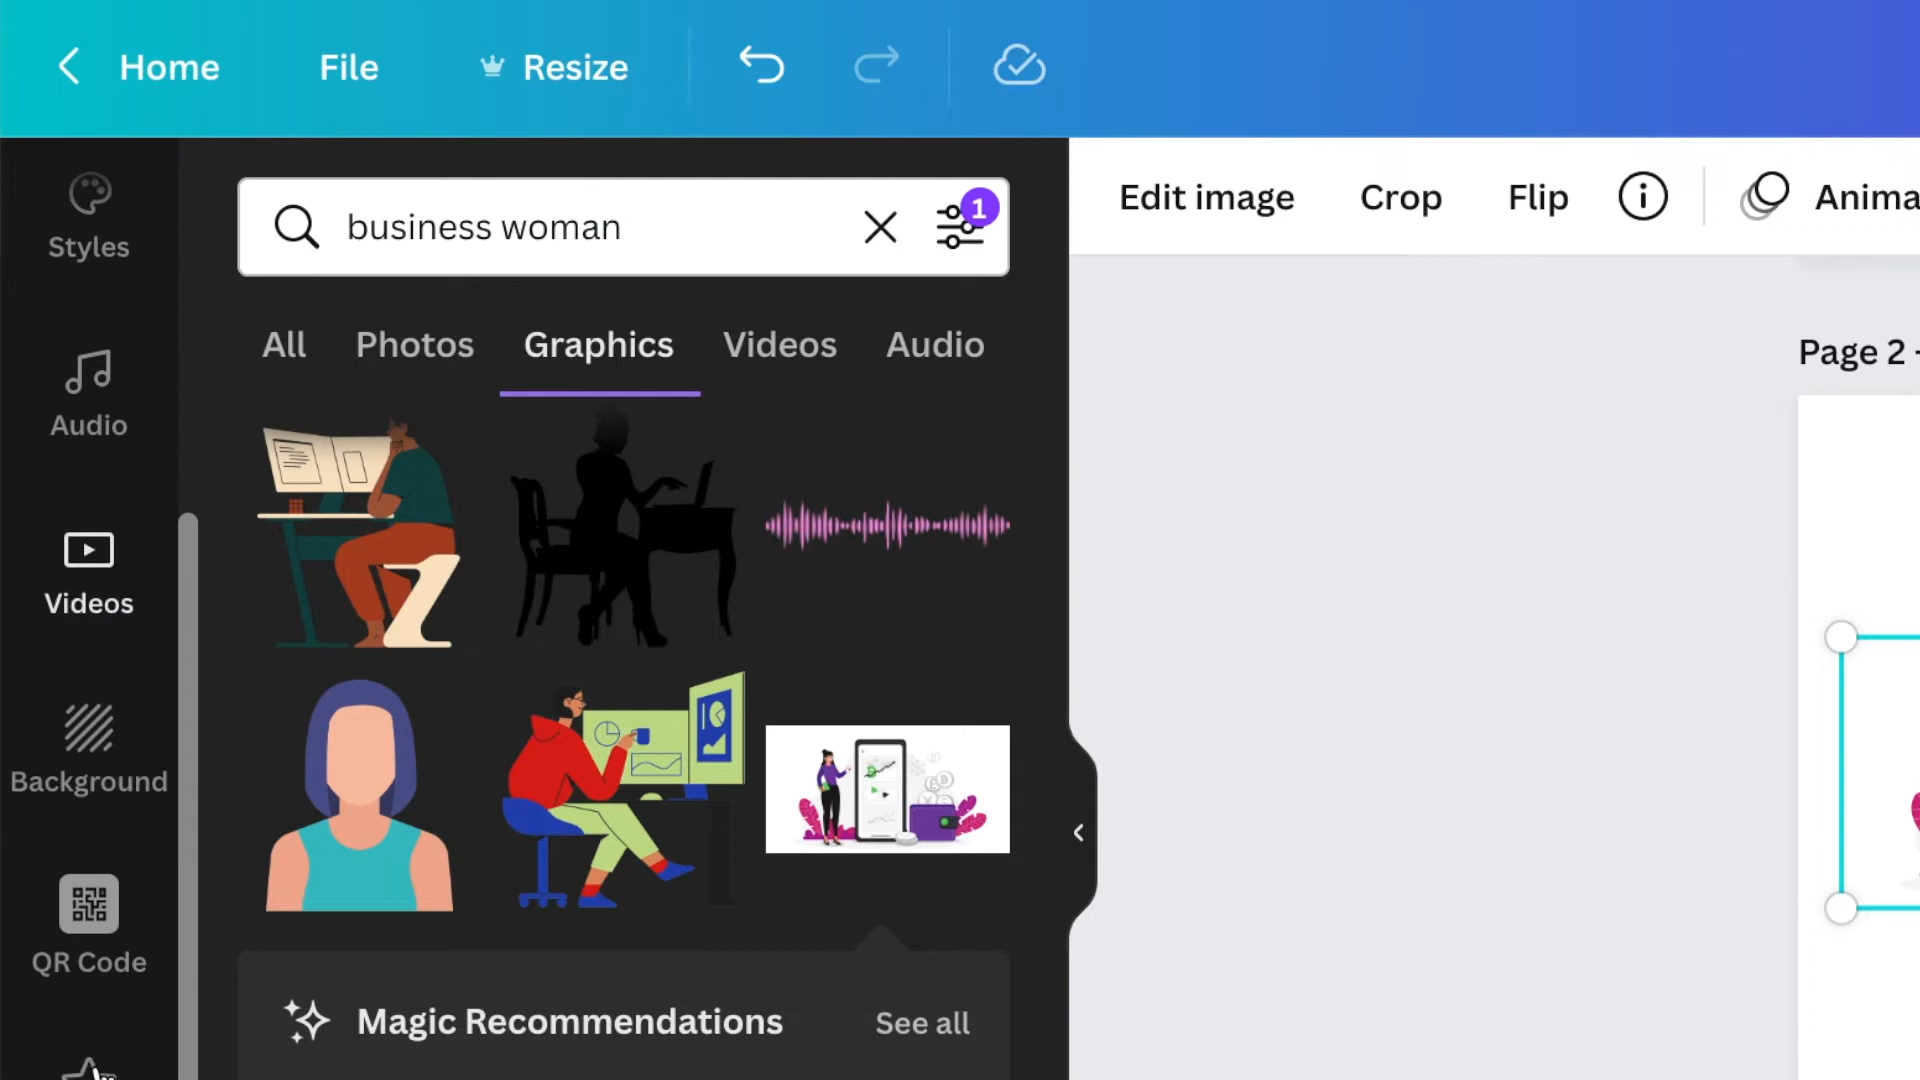 Home File Resize
business woman 1
All Photos Graphics Videos Audio
Styles
Audio
Videos
Background
QR Code
Edit image Crop Flip
Page 2
Magic Recommendations See all